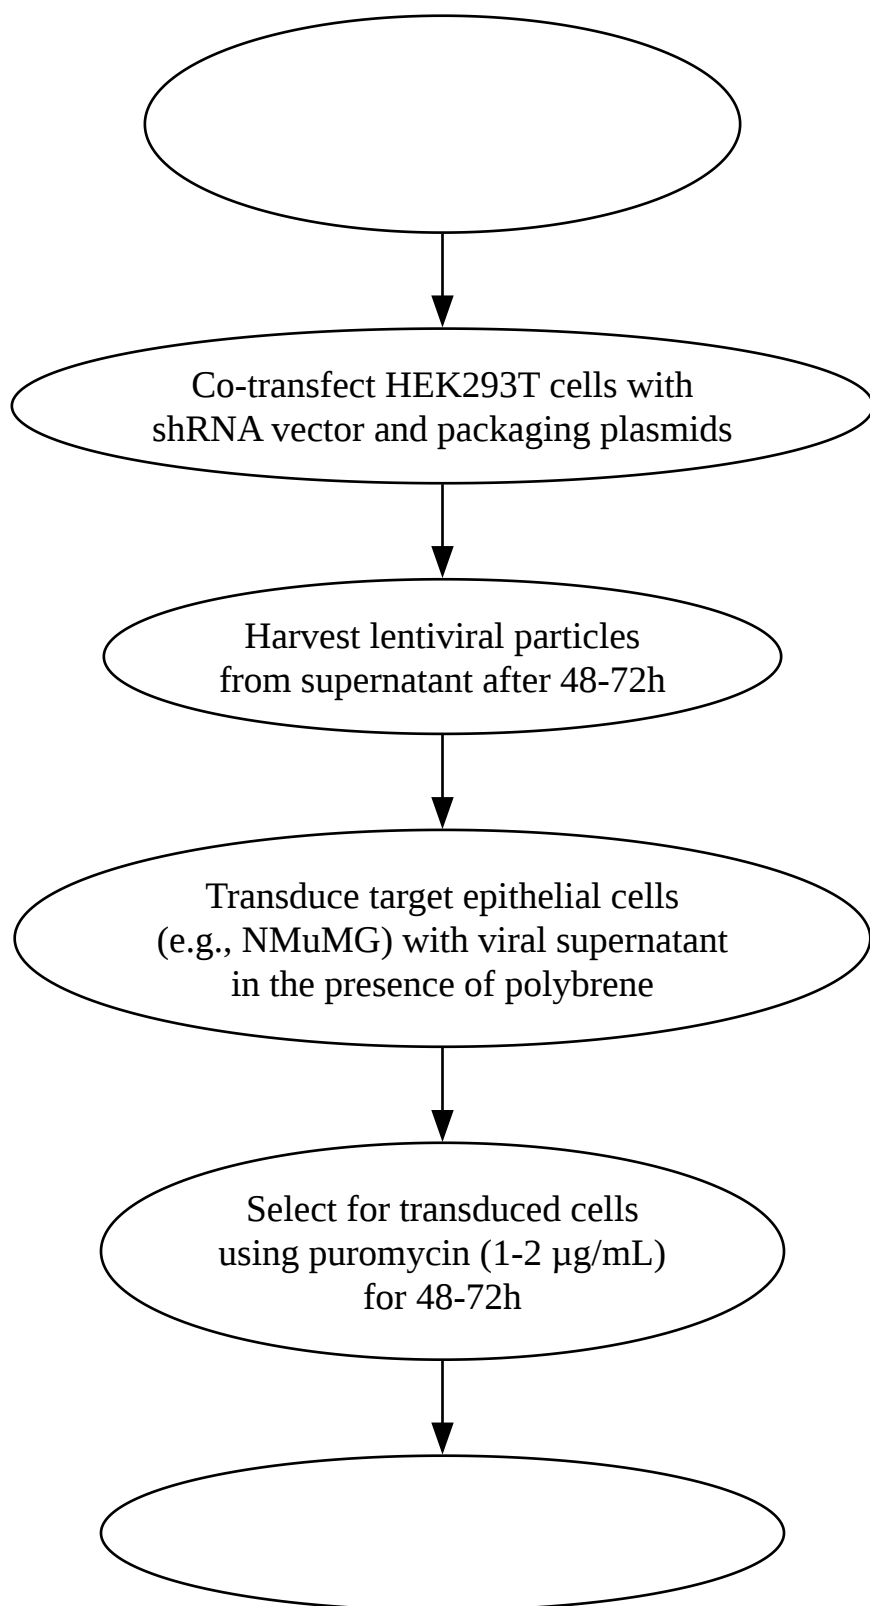 Co-transfect HEK293T cells with
shRNA vector and packaging plasmids
Harvest lentiviral particles
from supernatant after 48-72h
Transduce target epithelial cells
(e.g., NMuMG) with viral supernatant
in the presence of polybrene
Select for transduced cells
using puromycin (1-2 µg/mL)
for 48-72h